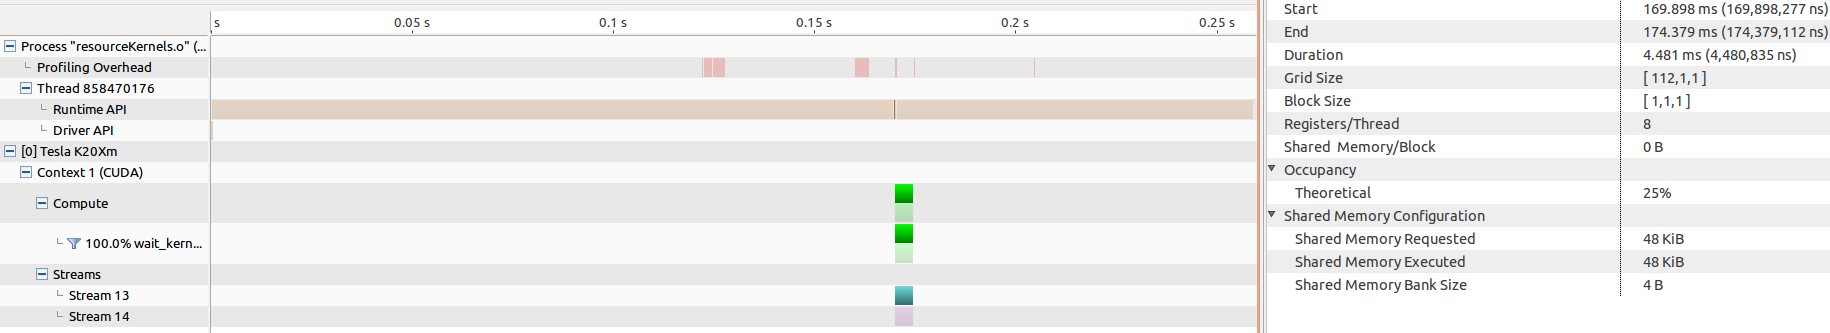 s 0.05 s 0.1 s 0.15 s 0.2 s 0.25 s
Process "resourceKernels.o" (...
Profiling Overhead
Thread 858470176
Runtime API
Driver API
[0] Tesla K20Xm
Context 1 (CUDA)
Compute
100.0% wait_kern...
Streams
Stream 13
Stream 14
Start 169.898 ms (169,898,277 ns)
End 174.379 ms (174,379,112 ns)
Duration 4.481 ms (4,480,835 ns)
Grid Size [ 112,1,1 ]
Block Size [ 1,1,1 ]
Registers/Thread 8
Shared Memory/Block 0 B
Occupancy
Theoretical 25%
Shared Memory Configuration
Shared Memory Requested 48 KiB
Shared Memory Executed 48 KiB
Shared Memory Bank Size 4 B